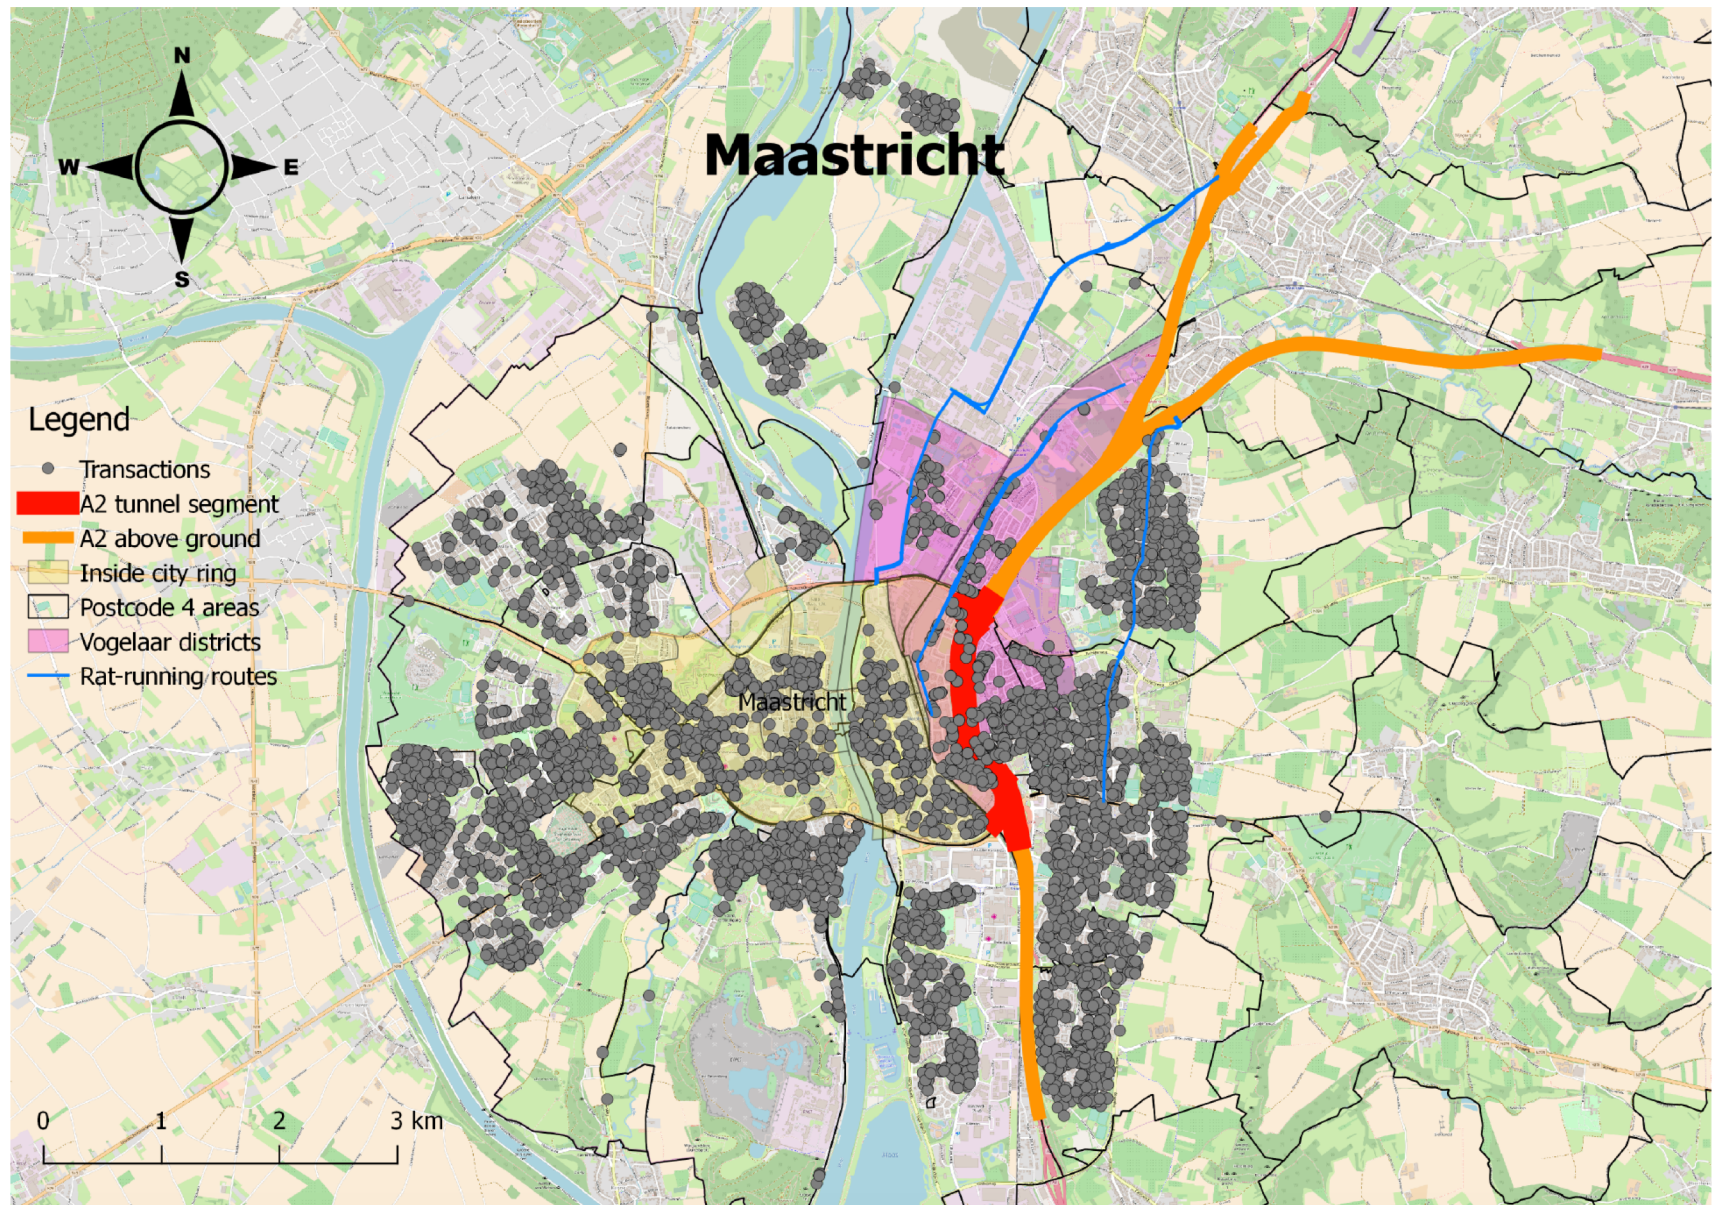 N
W
E
S
Maastricht
Legend
Transactions
A2 tunnel segment
A2 above ground
Inside city ring
Postcode 4 areas
Vogelaar districts
Rat-running routes
Maastricht
0 1 2 3 km